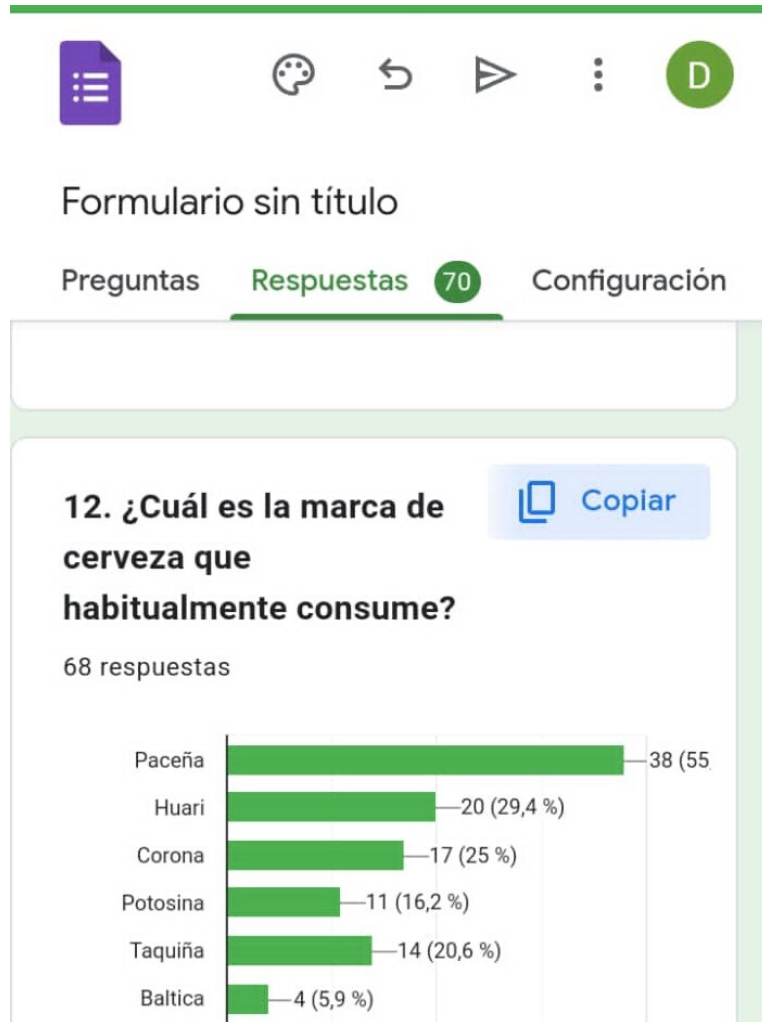 D
Formulario sin título
Preguntas Respuestas 70 Configuración
12. ¿Cuál es la marca de
cerveza que
habitualmente consume?
Copiar
68 respuestas
Paceña 38 (55
Huari 20 (29,4 %)
Corona 17 (25 %)
Potosina 11 (16,2 %)
Taquiña 14 (20,6 %)
Baltica 4 (5,9 %)